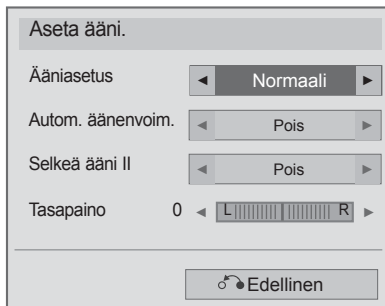 Aseta ääni.
Ääniasetus ◄ Normaali ►
Autom. äänenvoim. ◄ Pois ►
Selkeä ääni II ◄ Pois ►
Tasapaino 0 ◄ L R ►
Edellinen